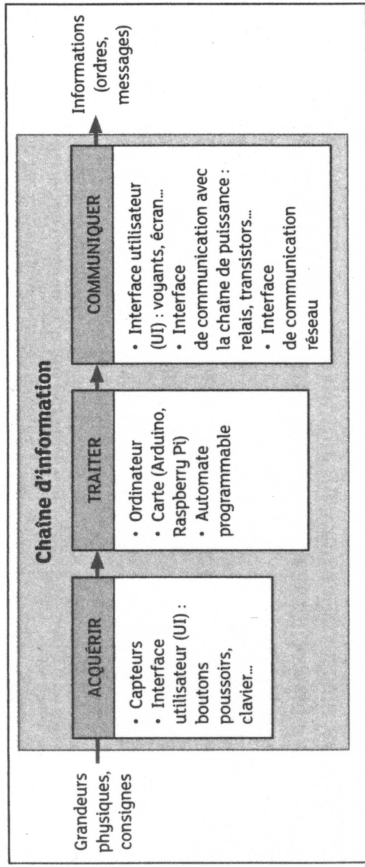 Chaîne d'information
Grandeurs
physiques,
consignes
ACQUÉRIR
• Capteurs
• Interface
utilisateur (UI) :
boutons
poussoirs,
clavier...
TRAITER
• Ordinateur
• Carte (Arduino,
Raspberry Pi)
• Automate
programmable
COMMUNIQUER
• Interface utilisateur
(UI) : voyants, écran...
• Interface
de communication avec
la chaîne de puissance :
relais, transistors...
• Interface
de communication
réseau
Informations
(ordres,
messages)